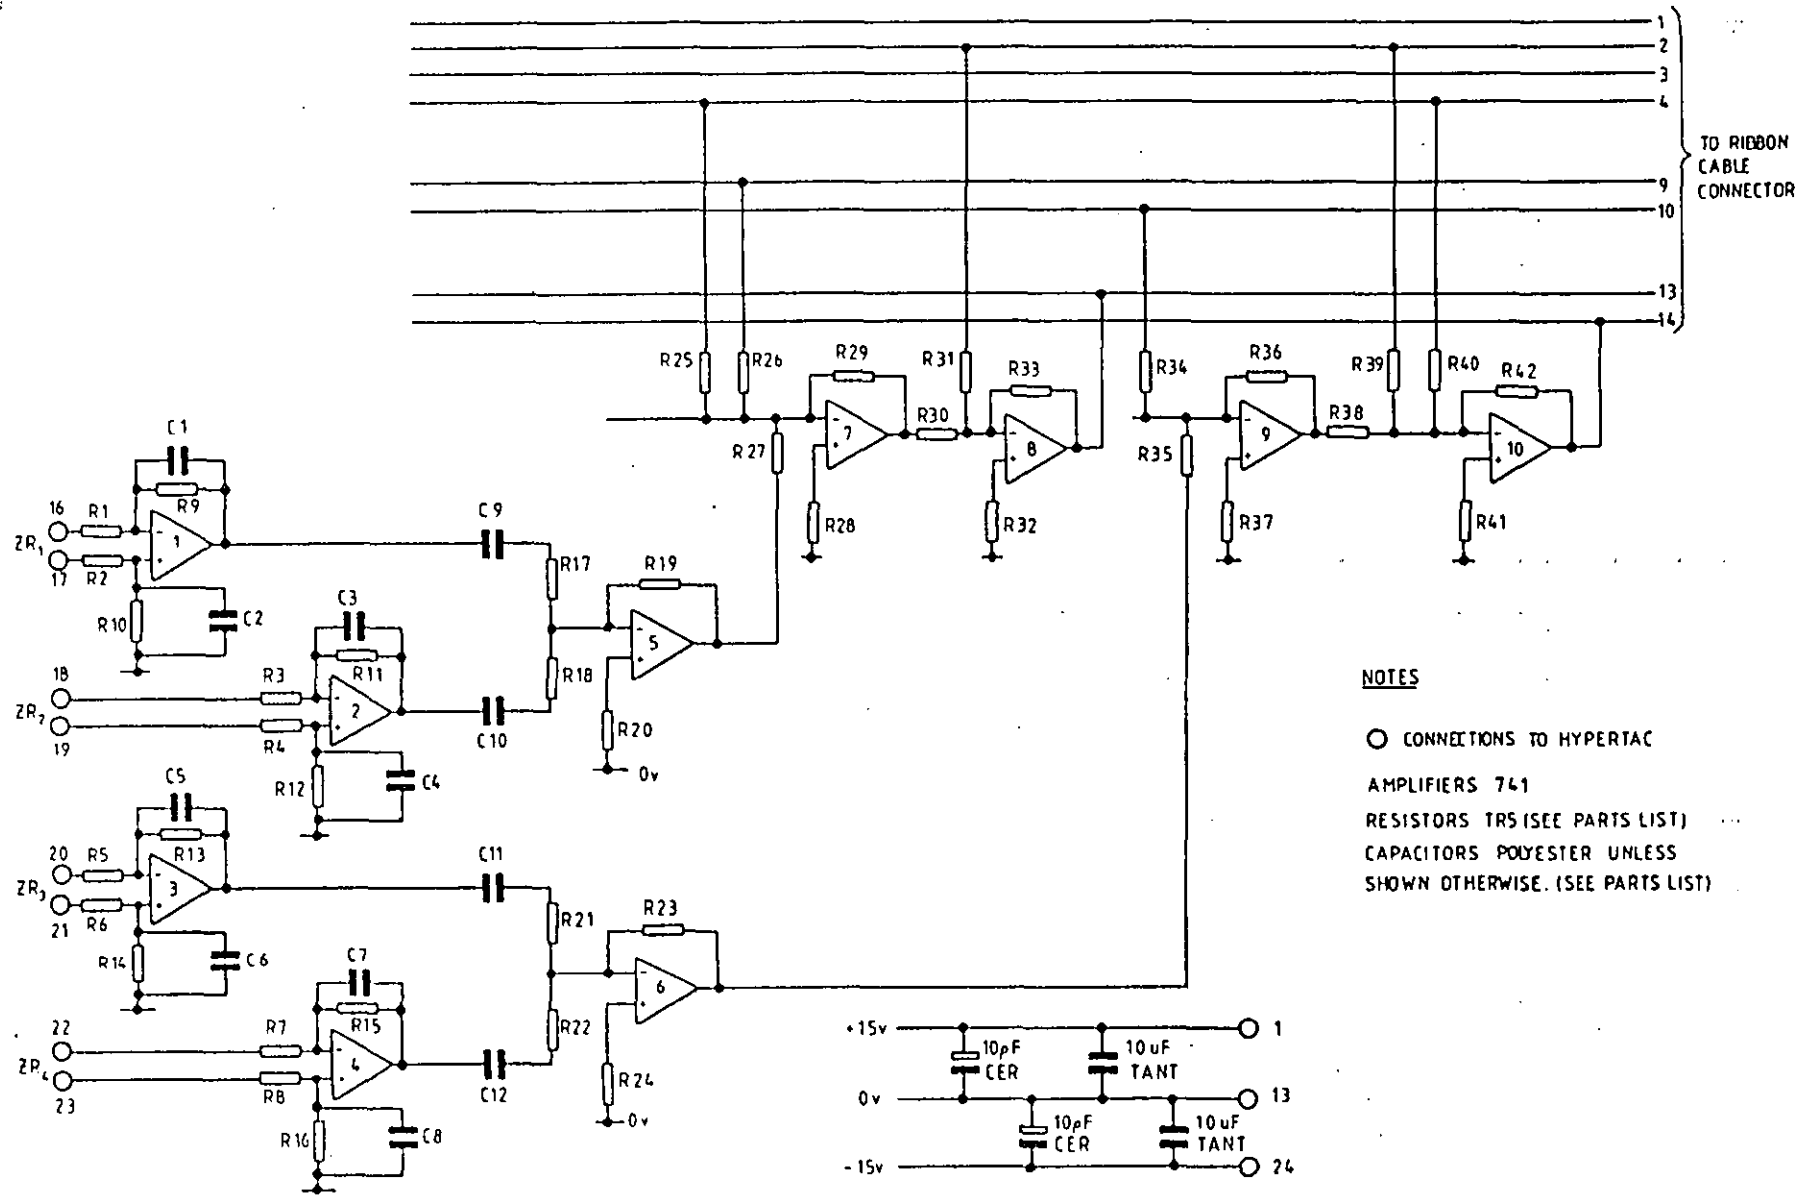 1
2
3
4
TO RIBBON
CABLE
CONNECTOR
9
10
13
14
R25
R26
R29
R31
R33
R34
R36
R39
R40
R42
7
R30
8
9
R38
10
R27
R35
R28
R32
R37
R41
C1
R9
16
R1
ZR1
1
R2
17
R10
C2
C9
R17
R19
5
R18
R20
0v
C10
C3
R11
18
R3
ZR2
2
R4
19
R12
C4
C5
R13
20
R5
ZR3
3
R6
21
R14
C6
C11
R21
R23
6
R22
R24
0v
C12
C7
R15
22
R7
ZR4
4
R8
23
R16
C8
NOTES
CONNECTIONS TO HYPERTAC
AMPLIFIERS 741
RESISTORS TR5 (SEE PARTS LIST)
CAPACITORS POLYESTER UNLESS
SHOWN OTHERWISE. (SEE PARTS LIST)
+15v
10pF
CER
10uF
TANT
1
0v
13
10pF
CER
10uF
TANT
-15v
24